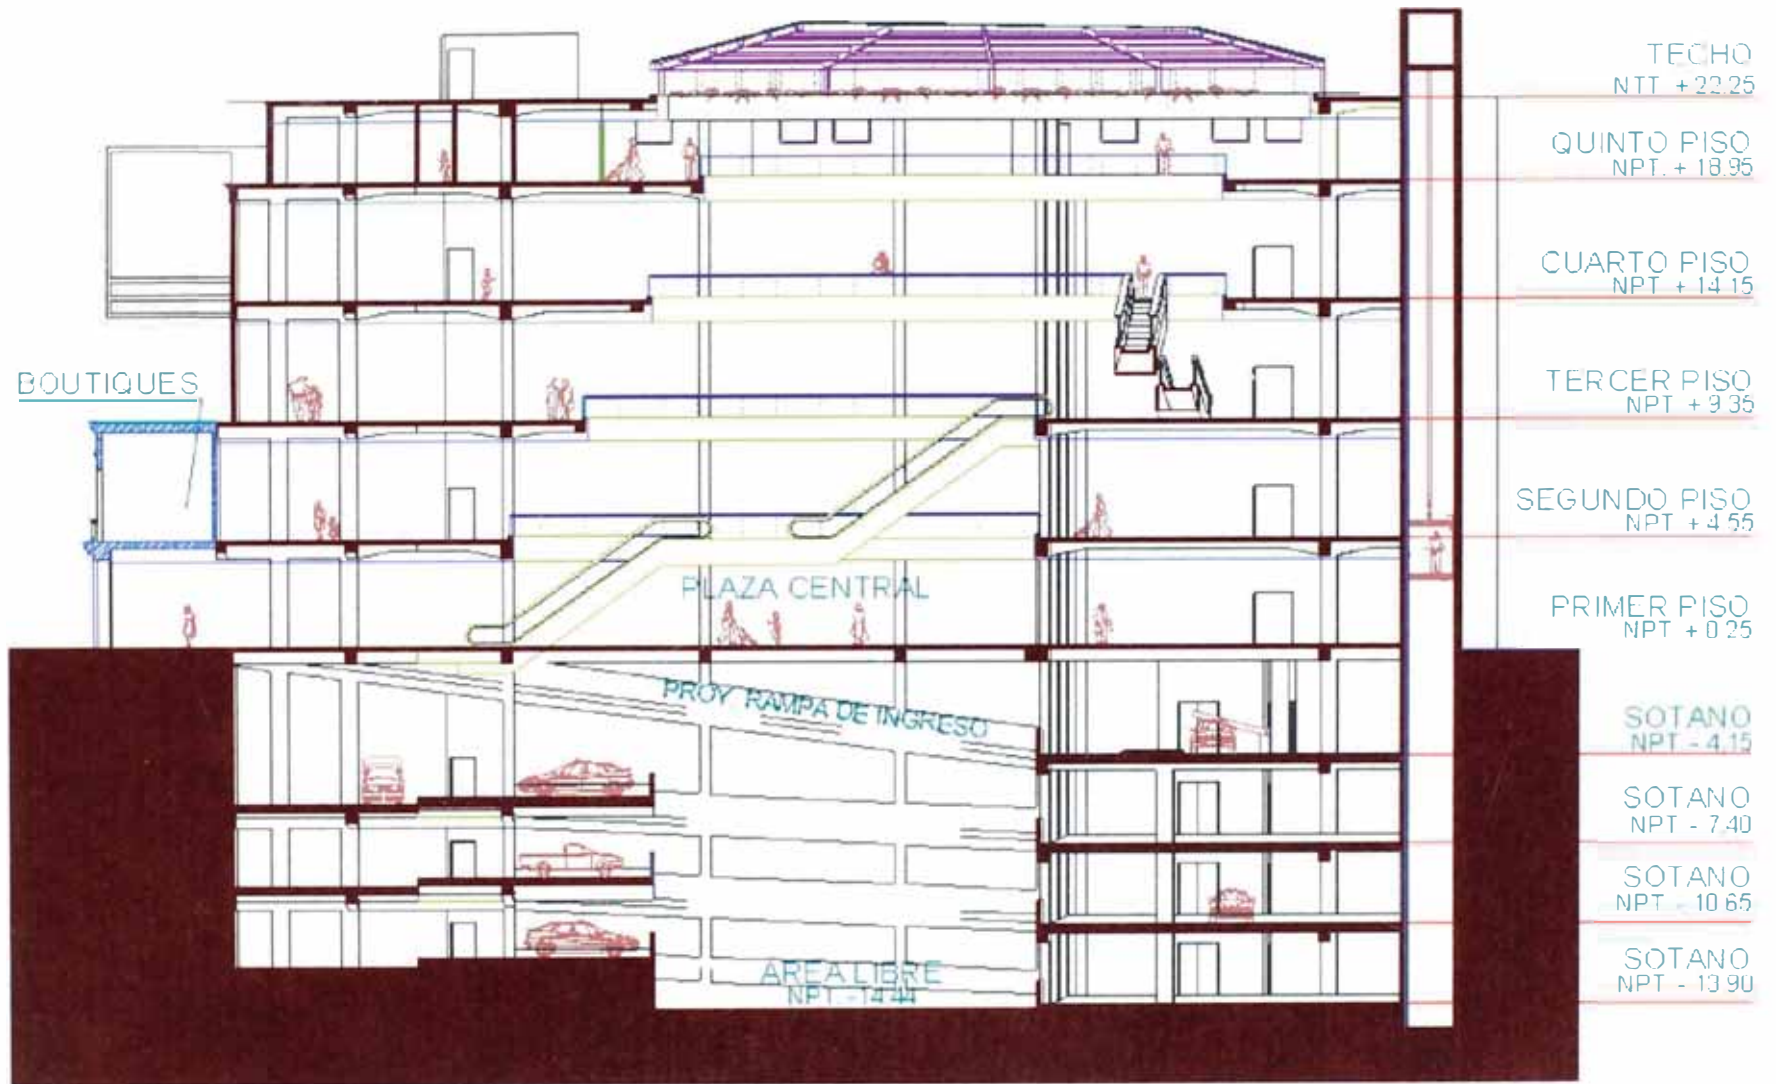 TECHO
NTT + 22.25
QUINTO PISO
NPT. + 18.95
CUARTO PISO
NPT + 14.15
BOUTIQUES
TERCER PISO
NPT + 9.35
SEGUNDO PISO
NPT + 4.55
PLAZA CENTRAL
PRIMER PISO
NPT + 0.25
PROY. RAMPA DE INGRESO
SOTANO
NPT - 4.15
SOTANO
NPT - 7.40
SOTANO
NPT - 10.65
AREA LIBRE
NPT. -14.44
SOTANO
NPT - 13.90